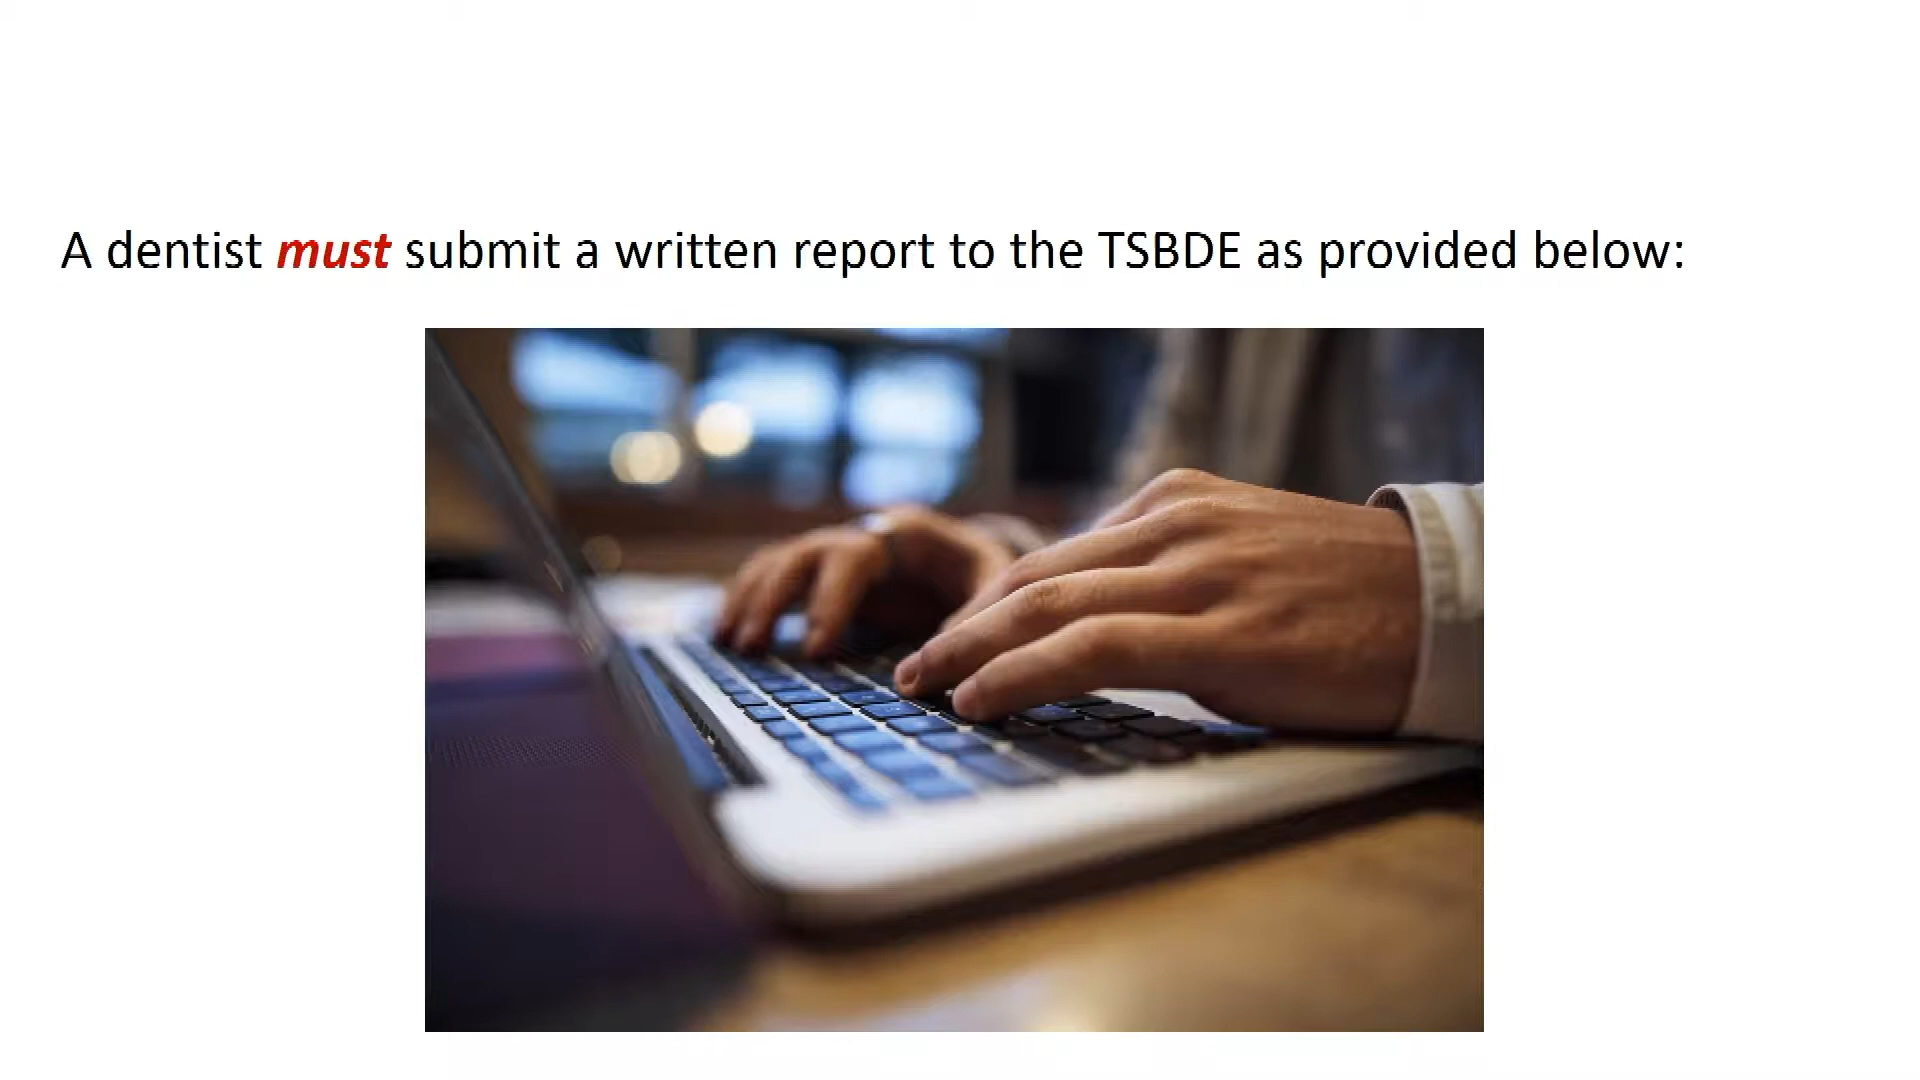 A dentist must submit a written report to the TSBDE as provided below: